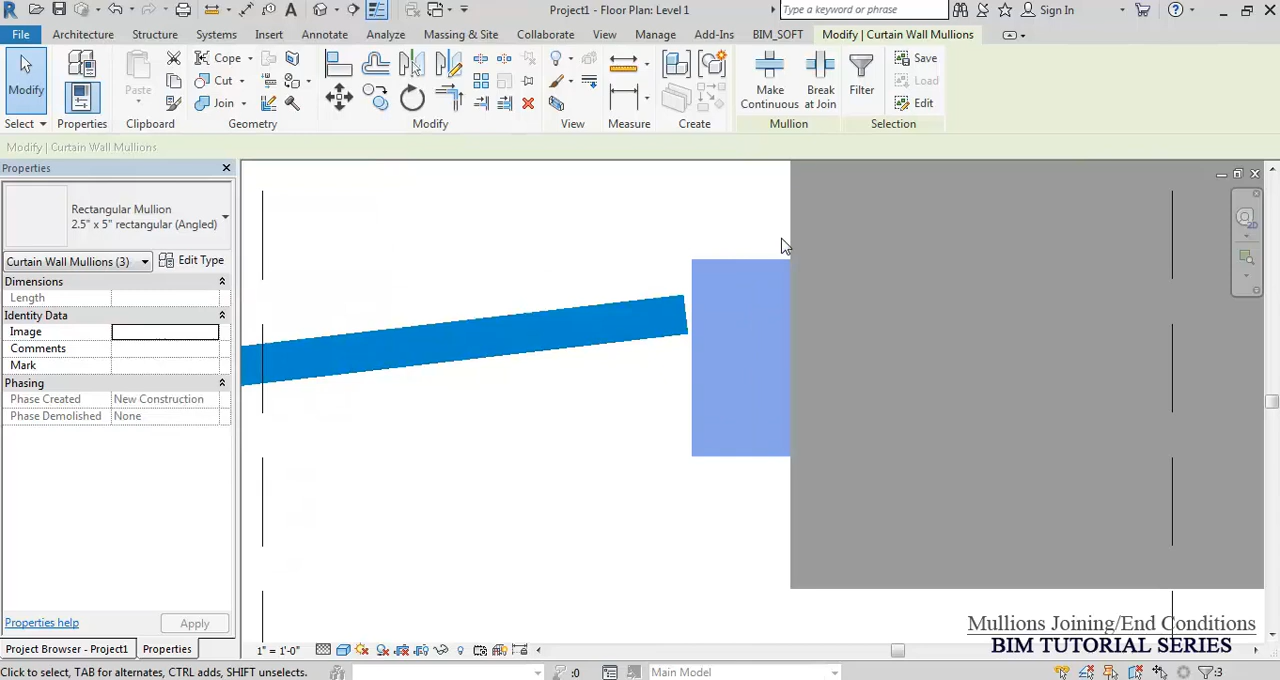 Project1 - Floor Plan: Level 1
Type a keyword or phrase
Sign In
File
Architecture
Structure
Systems
Insert
Annotate
Analyze
Massing & Site
Collaborate
View
Manage
Add-Ins
BIM_SOFT
Modify | Curtain Wall Mullions
Modify
Paste
Cope
Cut
Join
Make
Continuous
Break
at Join
Filter
Save
Load
Edit
Select
Properties
Clipboard
Geometry
Modify
View
Measure
Create
Mullion
Selection
Modify | Curtain Wall Mullions
Properties
Rectangular Mullion
2.5" x 5" rectangular (Angled)
Curtain Wall Mullions (3)
Edit Type
Dimensions
Length
Identity Data
Image
Comments
Mark
Phasing
Phase Created New Construction
Phase Demolished None
2D
Properties help
Apply
Project Browser - Project1
Properties
1" = 1'-0"
Mullions Joining/End Conditions
BIM TUTORIAL SERIES
Click to select, TAB for alternates, CTRL adds, SHIFT unselects.
:0
Main Model
:3